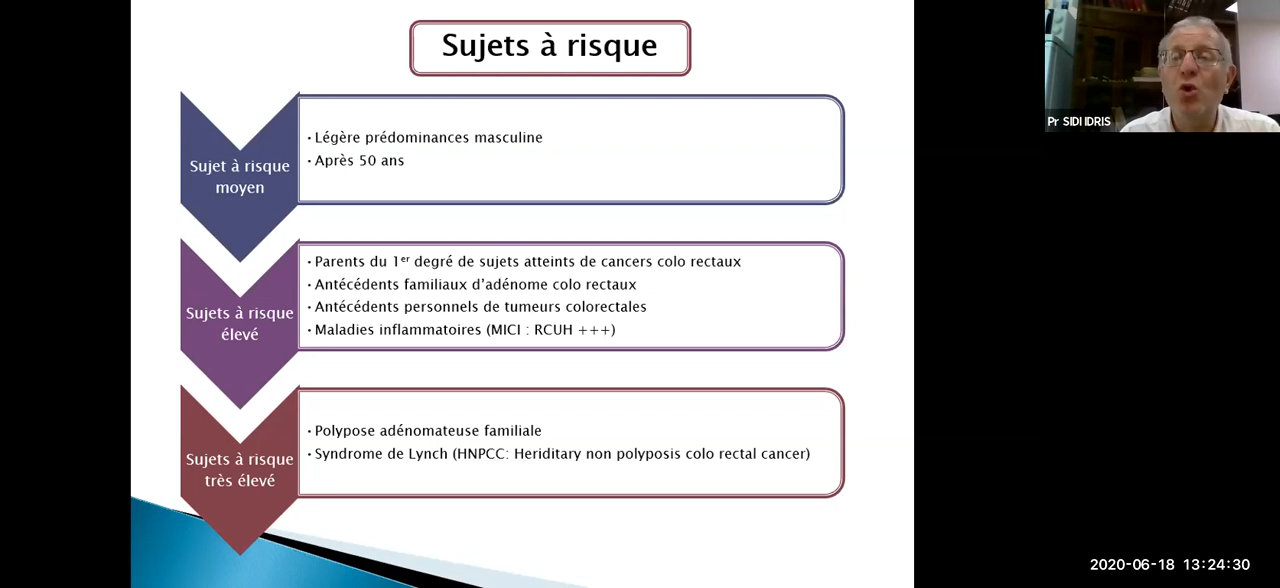 Sujets à risque
Sujet à risque
moyen
• Légère prédominances masculine
• Après 50 ans
Sujets à risque
élevé
• Parents du 1er degré de sujets atteints de cancers colo rectaux
• Antécédents familiaux d'adénome colo rectaux
• Antécédents personnels de tumeurs colorectales
• Maladies inflammatoires (MICI : RCUH +++)
Sujets à risque
très élevé
• Polypose adénomateuse familiale
• Syndrome de Lynch (HNPCC: Heriditary non polyposis colo rectal cancer)
Pr SIDI IDRIS
2020-06-18 13:24:30